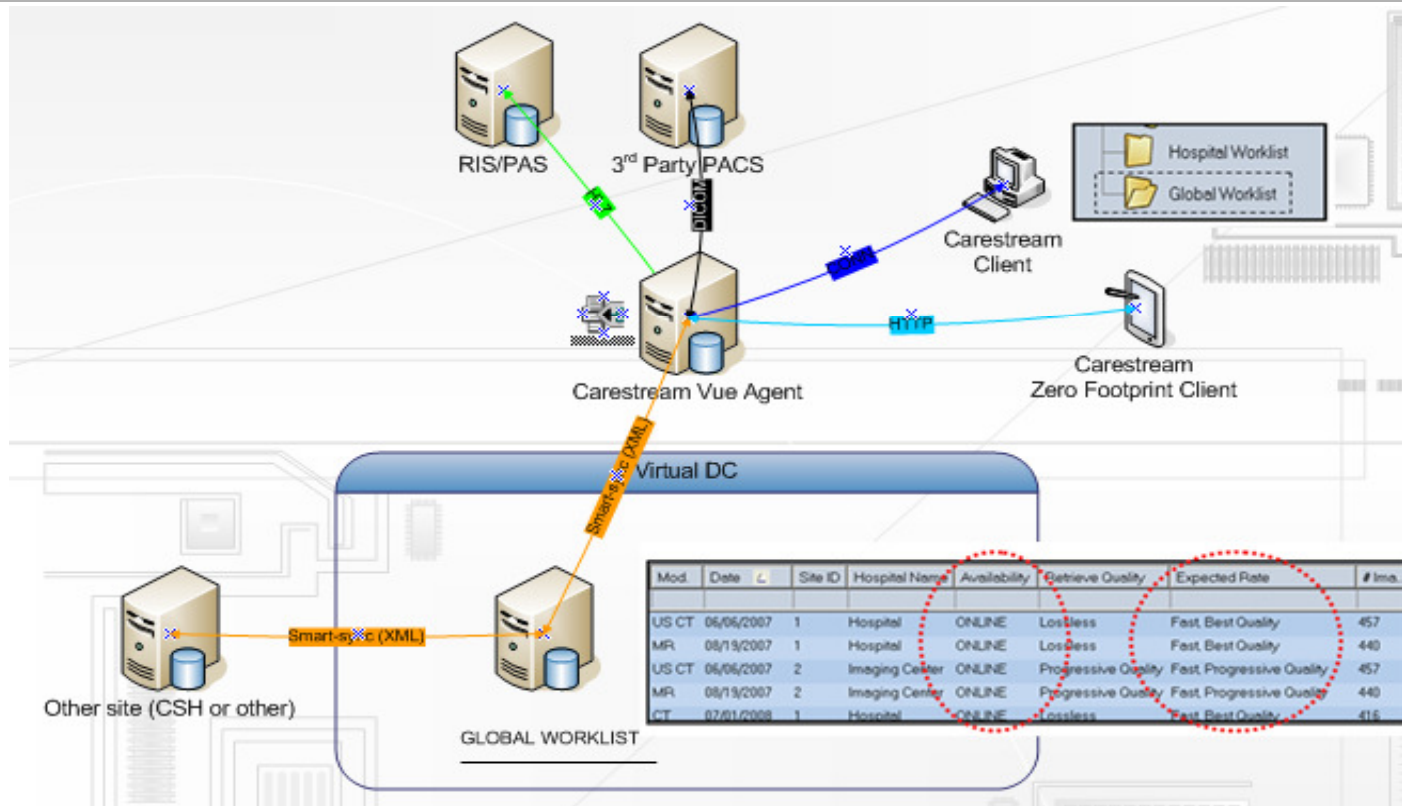 RIS/PAS
3rd Party PACS
Hospital Worklist
Global Worklist
DICOM
Carestream
Client
CONN
HYYP
Carestream Vue Agent
Carestream
Zero Footprint Client
Smart-sync (XML)
Virtual DC
Mod. Date Site ID Hospital Name Availability Retrieve Quality Expected Rate # Ima..
US CT 06/06/2007 1 Hospital ONLINE Lossless Fast, Best Quality 457
MR 08/19/2007 1 Hospital ONLINE Lossless Fast, Best Quality 440
US CT 06/06/2007 2 Imaging Center ONLINE Progressive Quality Fast, Progressive Quality 457
MR 08/19/2007 2 Imaging Center ONLINE Progressive Quality Fast, Progressive Quality 440
CT 07/01/2008 1 Hospital ONLINE Lossless Fast, Best Quality 416
Smart-sync (XML)
Other site (CSH or other)
GLOBAL WORKLIST